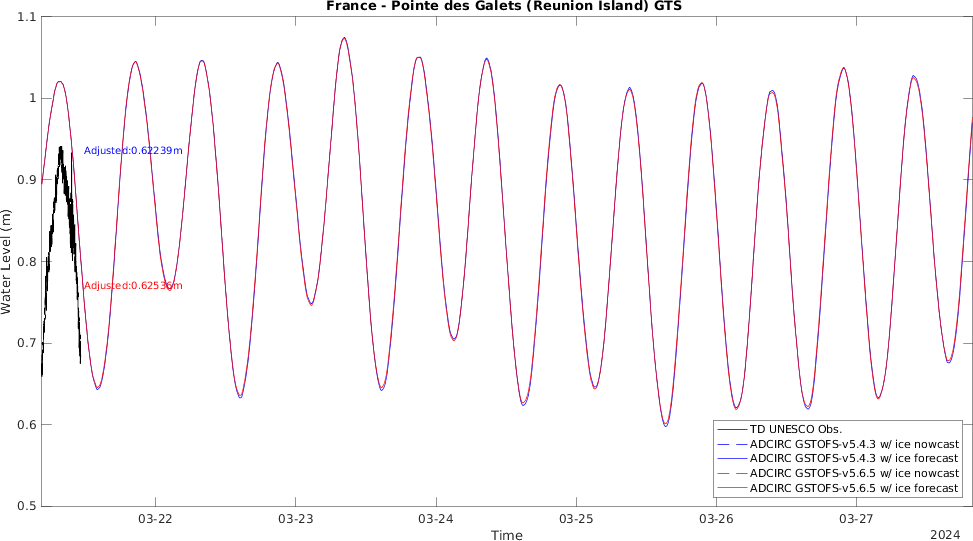 France - Pointe des Galets (Reunion Island) GTS
1.1
1
0.9
0.8
0.7
0.6
0.5
Water Level (m)
Adjusted:0.62239m
Adjusted:0.62536m
TD UNESCO Obs.
ADCIRC GSTOFS-v5.4.3 w/ ice nowcast
ADCIRC GSTOFS-v5.4.3 w/ ice forecast
ADCIRC GSTOFS-v5.6.5 w/ ice nowcast
ADCIRC GSTOFS-v5.6.5 w/ ice forecast
03-22 03-23 03-24 03-25 03-26 03-27
Time
2024